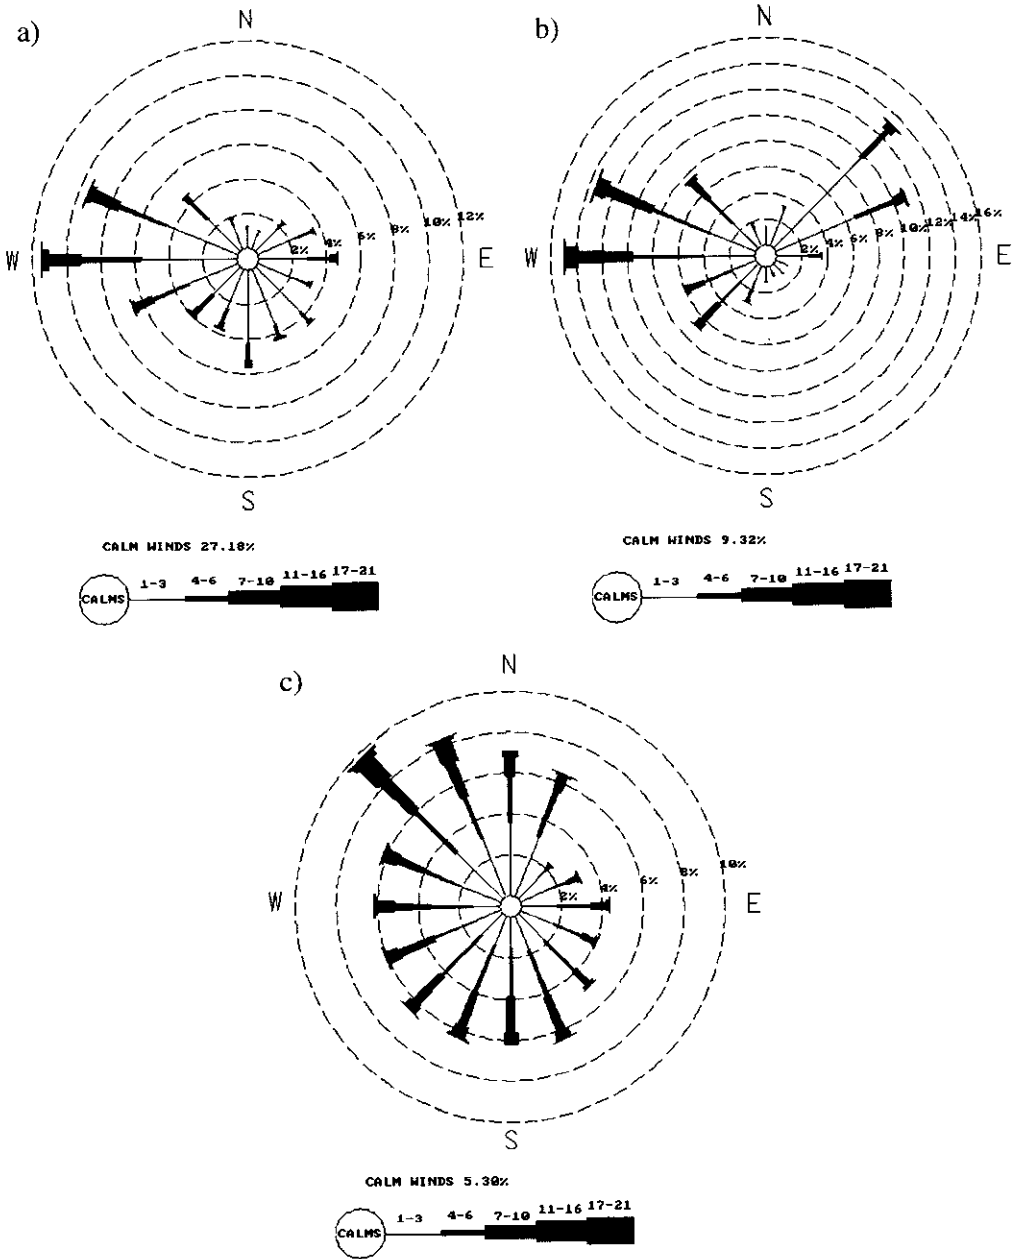 a)
N
W
E
S
2%
4%
6%
8%
10%
12%
CALM WINDS 27.18%
CALMS
1-3
4-6
7-10
11-16
17-21
b)
N
W
E
S
2%
4%
6%
8%
10%
12%
14%
16%
CALM WINDS 9.32%
CALMS
1-3
4-6
7-10
11-16
17-21
c)
N
W
E
S
2%
4%
6%
8%
10%
CALM WINDS 5.30%
CALMS
1-3
4-6
7-10
11-16
17-21